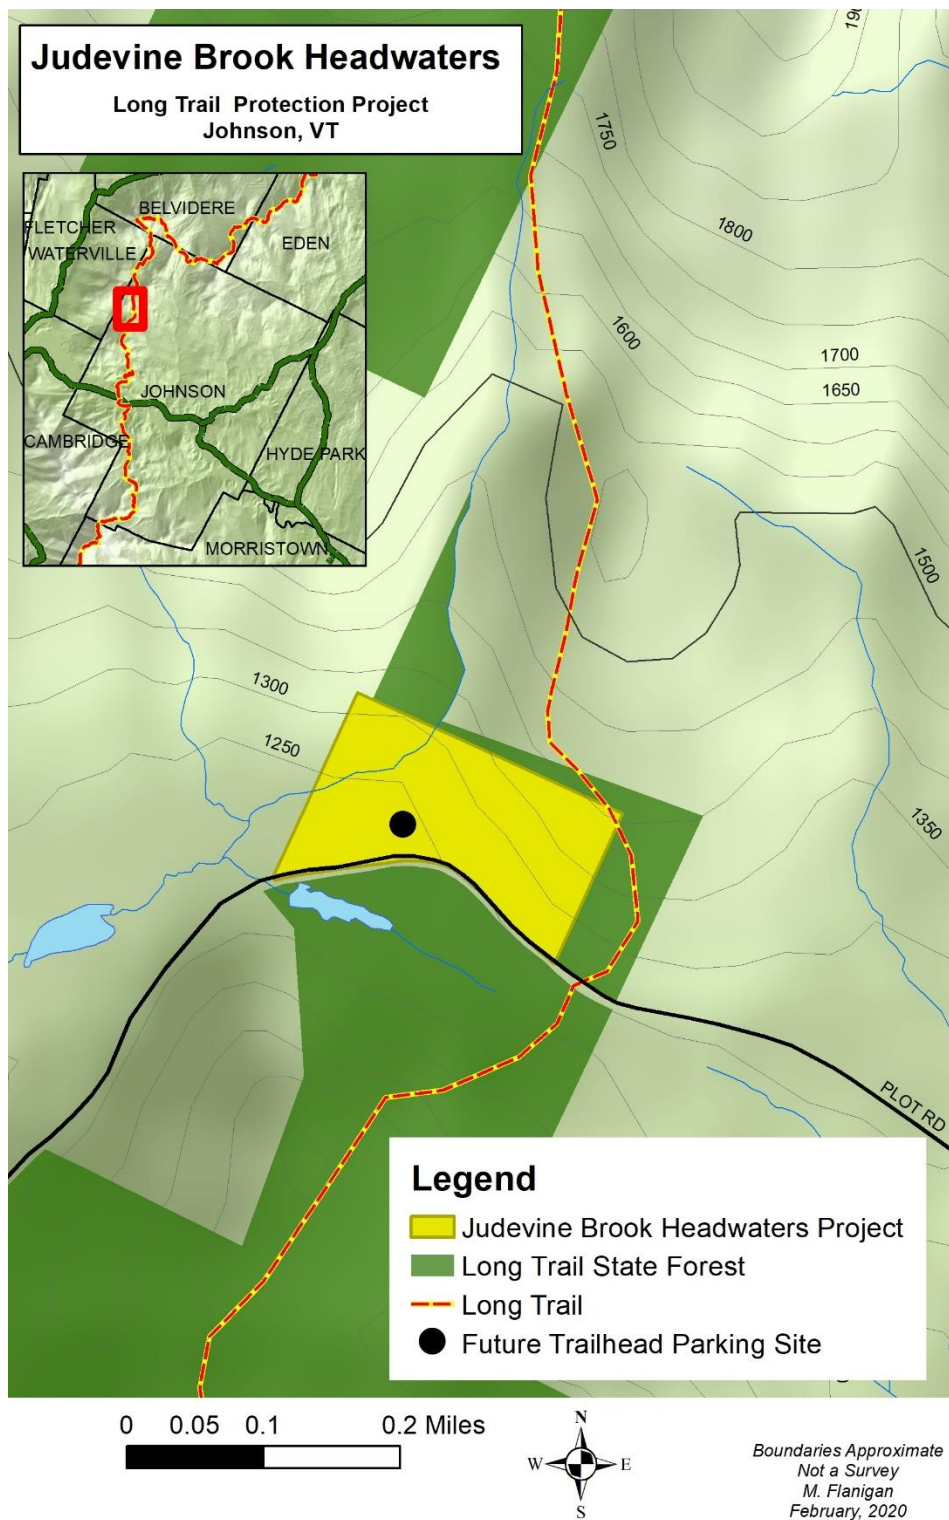 Judevine Brook Headwaters
Long Trail Protection Project
Johnson, VT
BELVIDERE
FLETCHER
EDEN
WATERVILLE
JOHNSON
CAMBRIDGE
HYDE PARK
MORRISTOWN
1750
1800
1600
1700
1650
1500
1300
1250
1350
PLOT RD
Legend
Judevine Brook Headwaters Project
Long Trail State Forest
Long Trail
Future Trailhead Parking Site
0 0.05 0.1 0.2 Miles
N
W E
S
Boundaries Approximate
Not a Survey
M. Flanigan
February, 2020